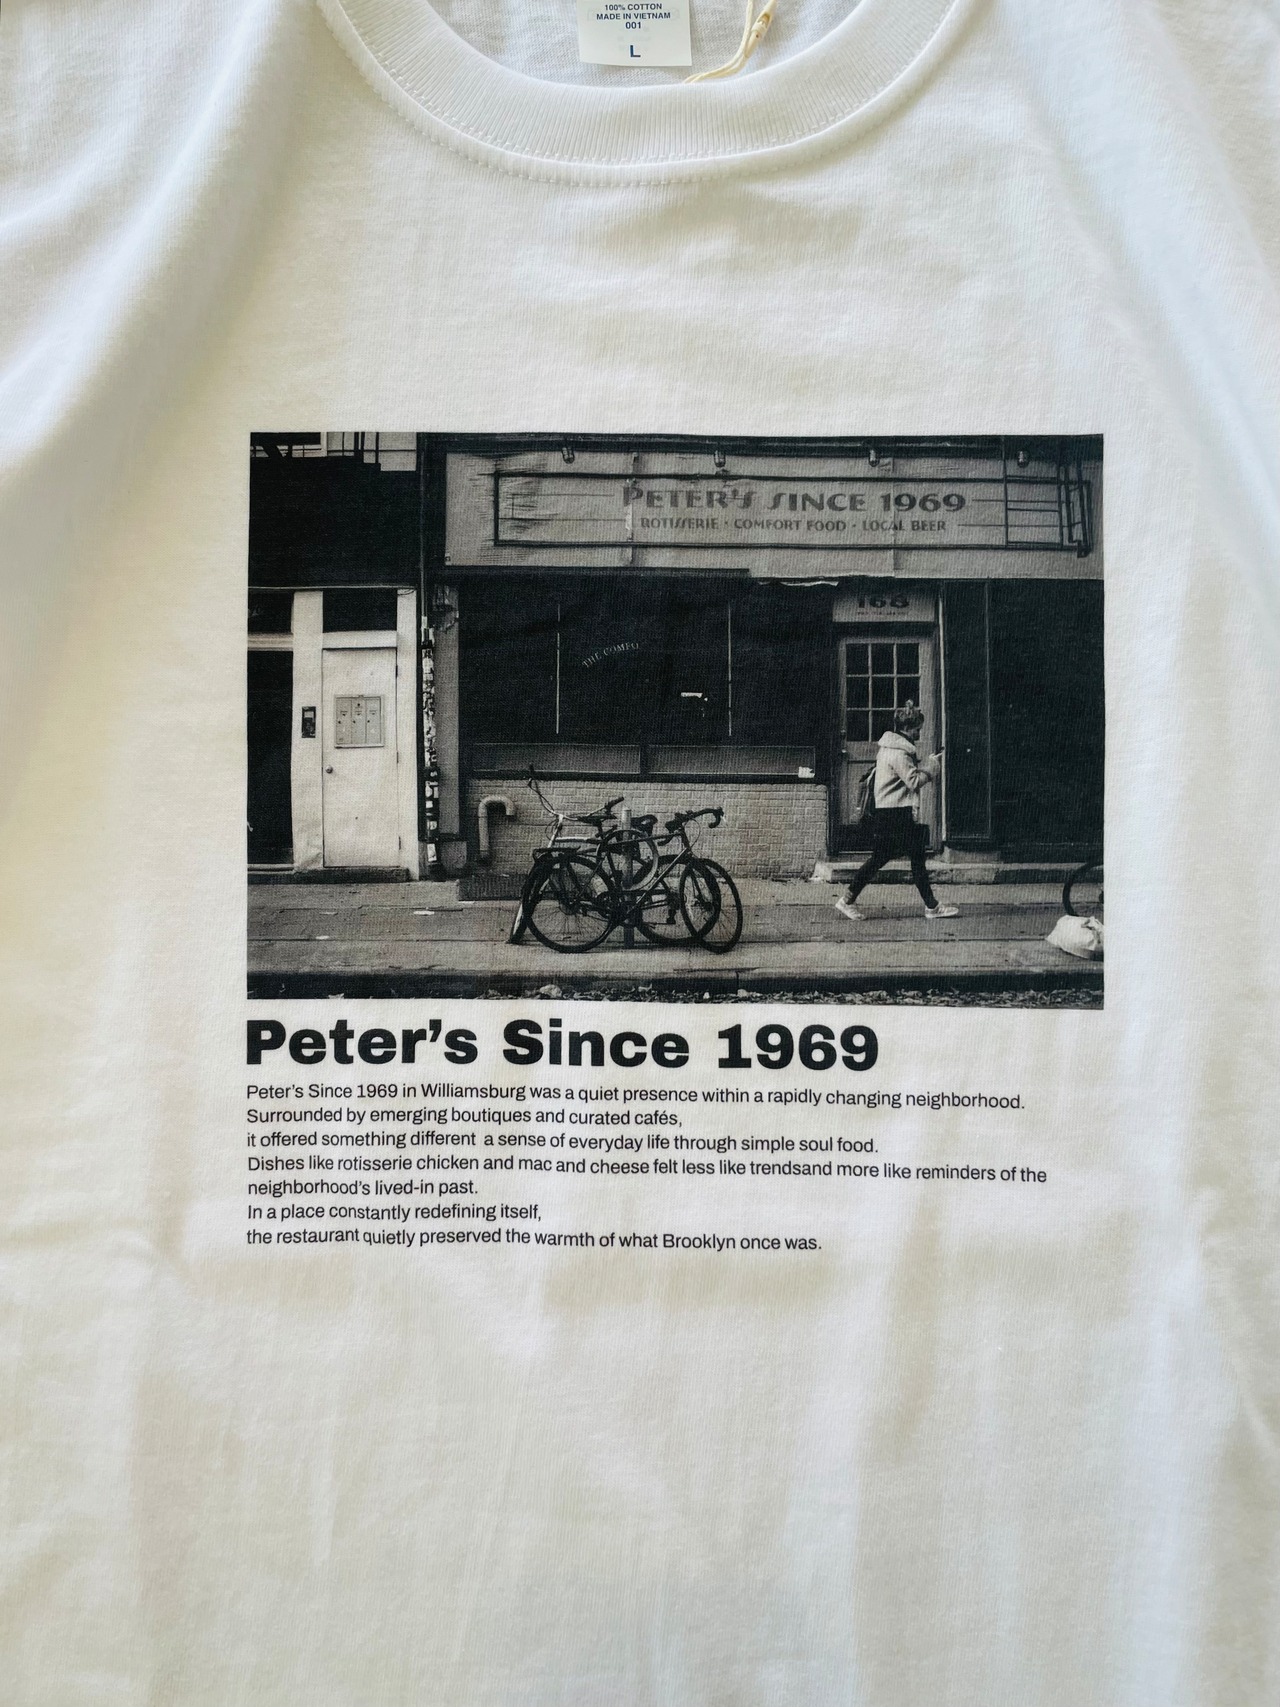 100% COTTON
MADE IN VIETNAM
001
L
PETER'S SINCE 1969
ROTISSERIE · COMFORT FOOD · LOCAL BEER
168
THE COMFO
Peter's Since 1969
Peter's Since 1969 in Williamsburg was a quiet presence within a rapidly changing neighborhood.
Surrounded by emerging boutiques and curated cafés,
it offered something different  a sense of everyday life through simple soul food.
Dishes like rotisserie chicken and mac and cheese felt less like trendsand more like reminders of the
neighborhood's lived-in past.
In a place constantly redefining itself,
the restaurant quietly preserved the warmth of what Brooklyn once was.